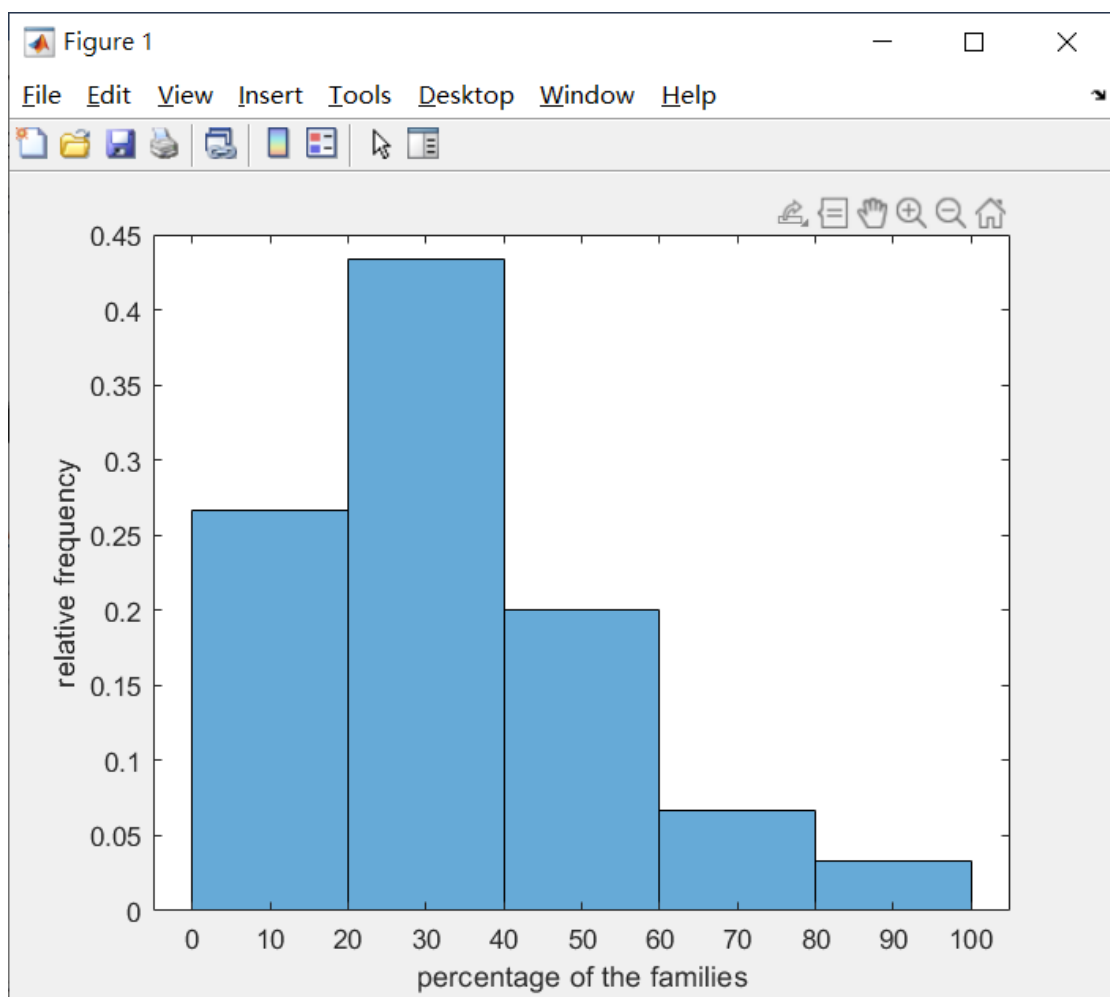 Figure 1
File Edit View Insert Tools Desktop Window Help
0.45
0.4
0.35
0.3
0.25
0.2
0.15
0.1
0.05
0
relative frequency
0 10 20 30 40 50 60 70 80 90 100
percentage of the families